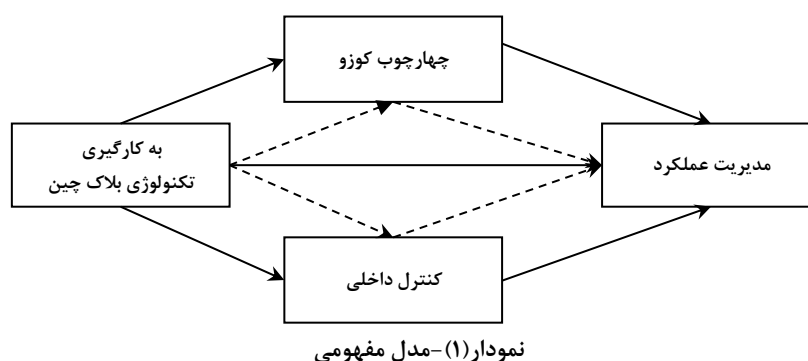 چهارچوب کوزو
به کارگیری
تکنولوژی بلاک چین
مدیریت عملکرد
کنترل داخلی
نمودار(۱)-مدل مفهومی